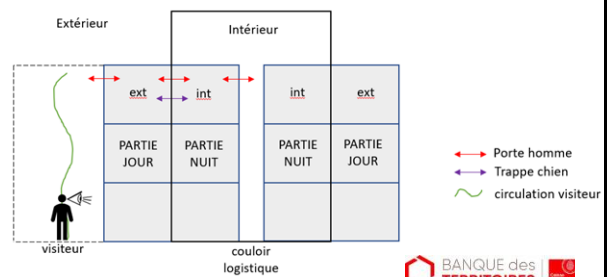 Extérieur
Intérieur
ext
int
int
ext
PARTIE
JOUR
PARTIE
NUIT
PARTIE
NUIT
PARTIE
JOUR
Porte homme
Trappe chien
circulation visiteur
visiteur
couloir
logistique
BANQUE des
TERRITOIRES